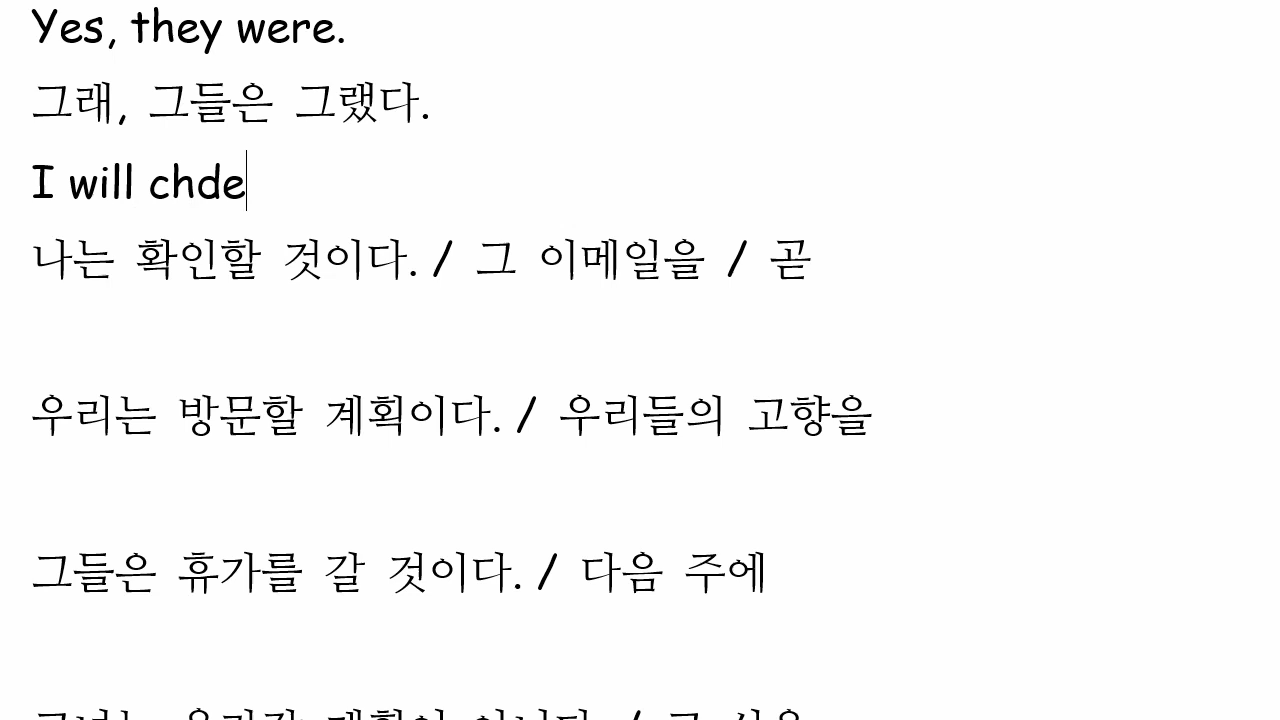 Yes, they were.
그래, 그들은 그랬다.
I will chde
나는 확인할 것이다. / 그 이메일을 / 곧
우리는 방문할 계획이다. / 우리들의 고향을
그들은 휴가를 갈 것이다. / 다음 주에